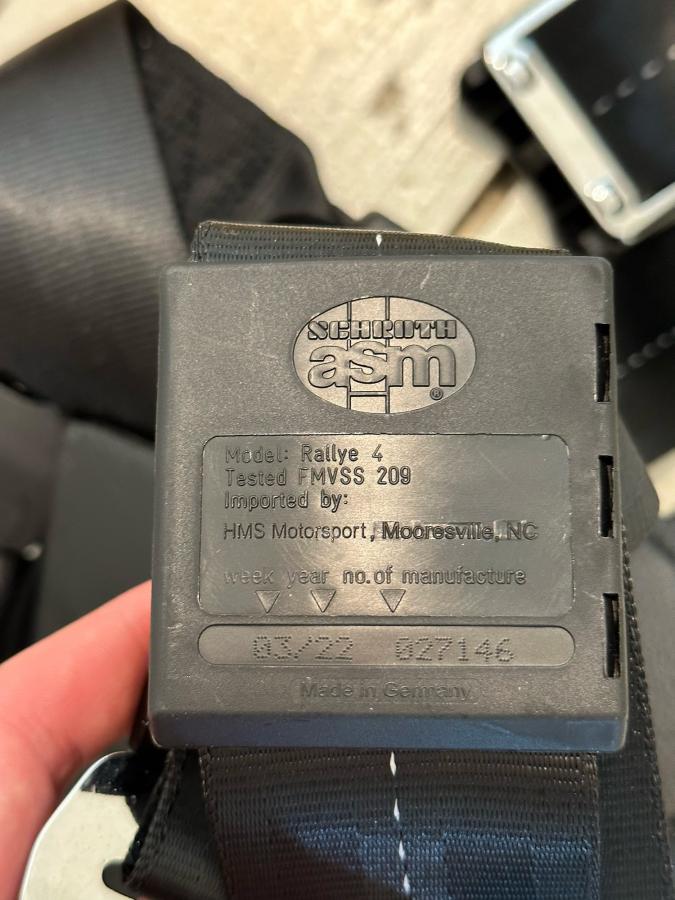 SCHROTH
asm®
Model: Rallye 4
Tested FMVSS 209
Imported by:
HMS Motorsport, Mooresville, NC
week year no. of manufacture
03/22 027146
Made in Germany